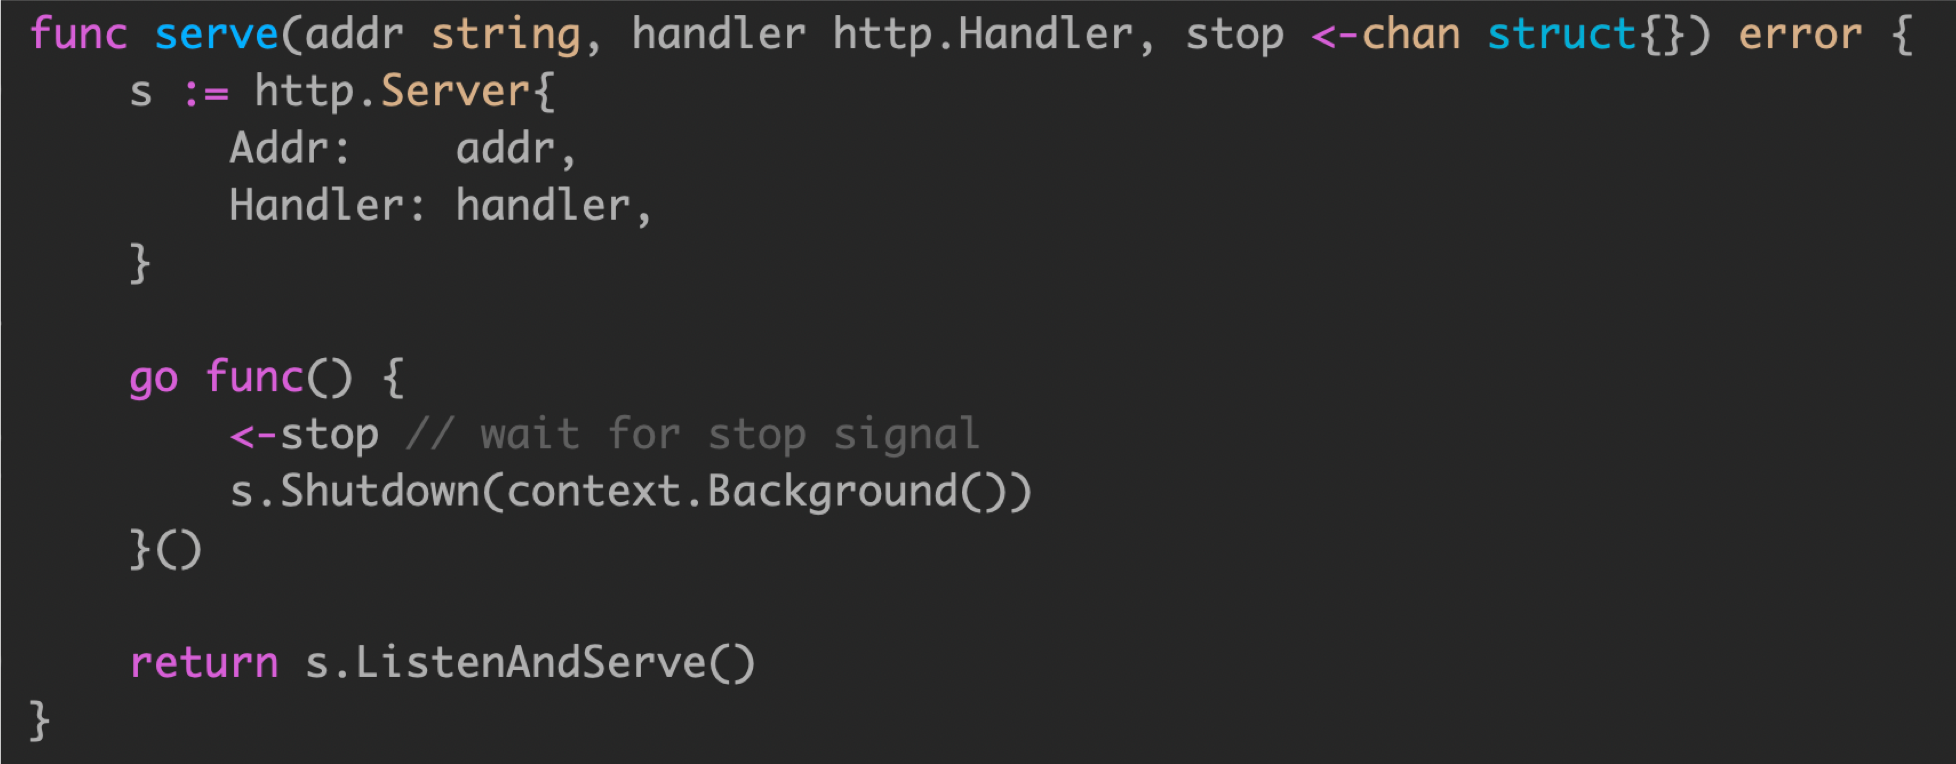 func serve(addr string, handler http.Handler, stop <-chan struct{}) error {
    s := http.Server{
        Addr:    addr,
        Handler: handler,
    }

    go func() {
        <-stop // wait for stop signal
        s.Shutdown(context.Background())
    }()

    return s.ListenAndServe()
}